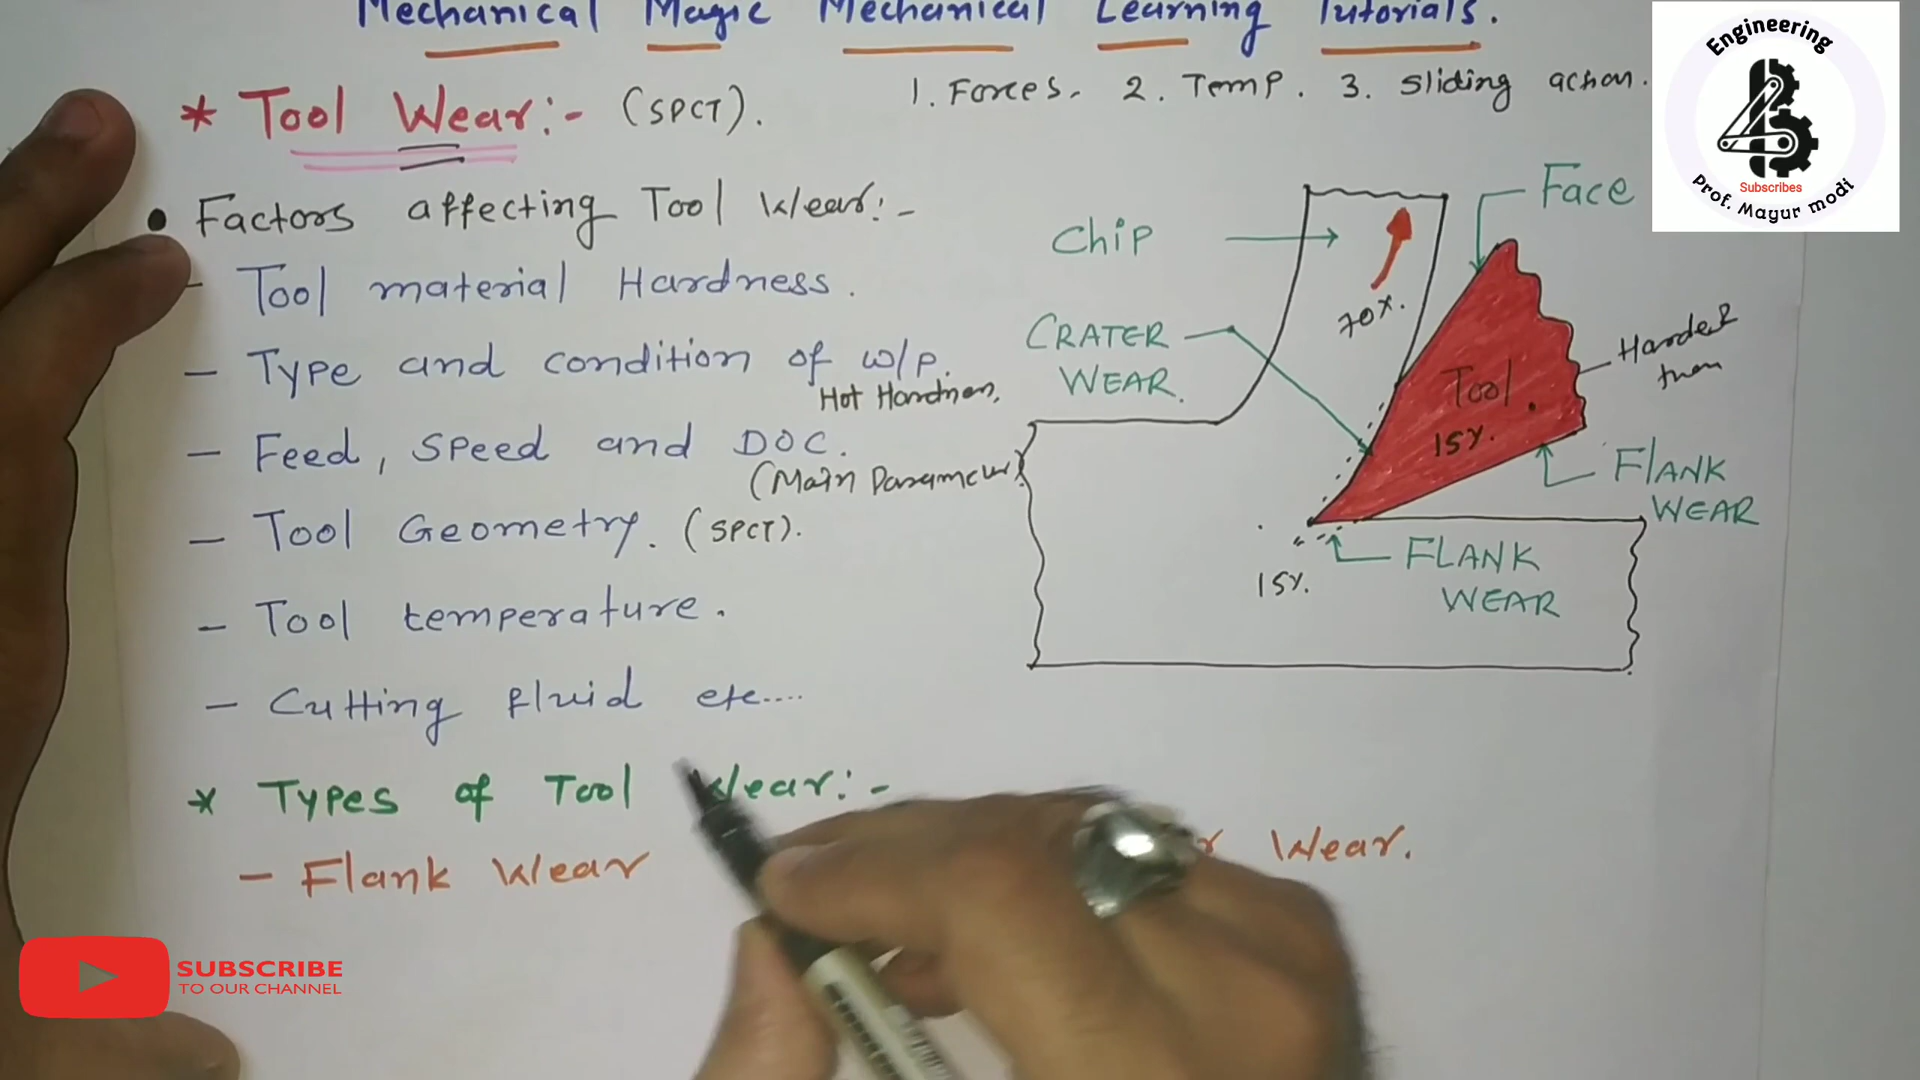 Mechanical Magic Mechanical Learning Tutorials.
* Tool Wear:- (SPCT).
1. Forces. 2. Temp. 3. Sliding action.
• Factors affecting Tool Wear:-
- Tool material Hardness.
- Type and condition of w/p.
Hot Hardness.
- Feed, Speed and DOC.
(Main Parameter)
- Tool Geometry. (SPCT).
- Tool temperature.
- Cutting fluid etc....
* Types of Tool Wear:-
- Flank Wear
Wear.
Face
Chip
70%.
CRATER
WEAR.
Harder
than
Tool.
15%.
FLANK
WEAR
FLANK
WEAR
15%.
Engineering
Subscribes
Prof. Mayur modi
SUBSCRIBE
TO OUR CHANNEL